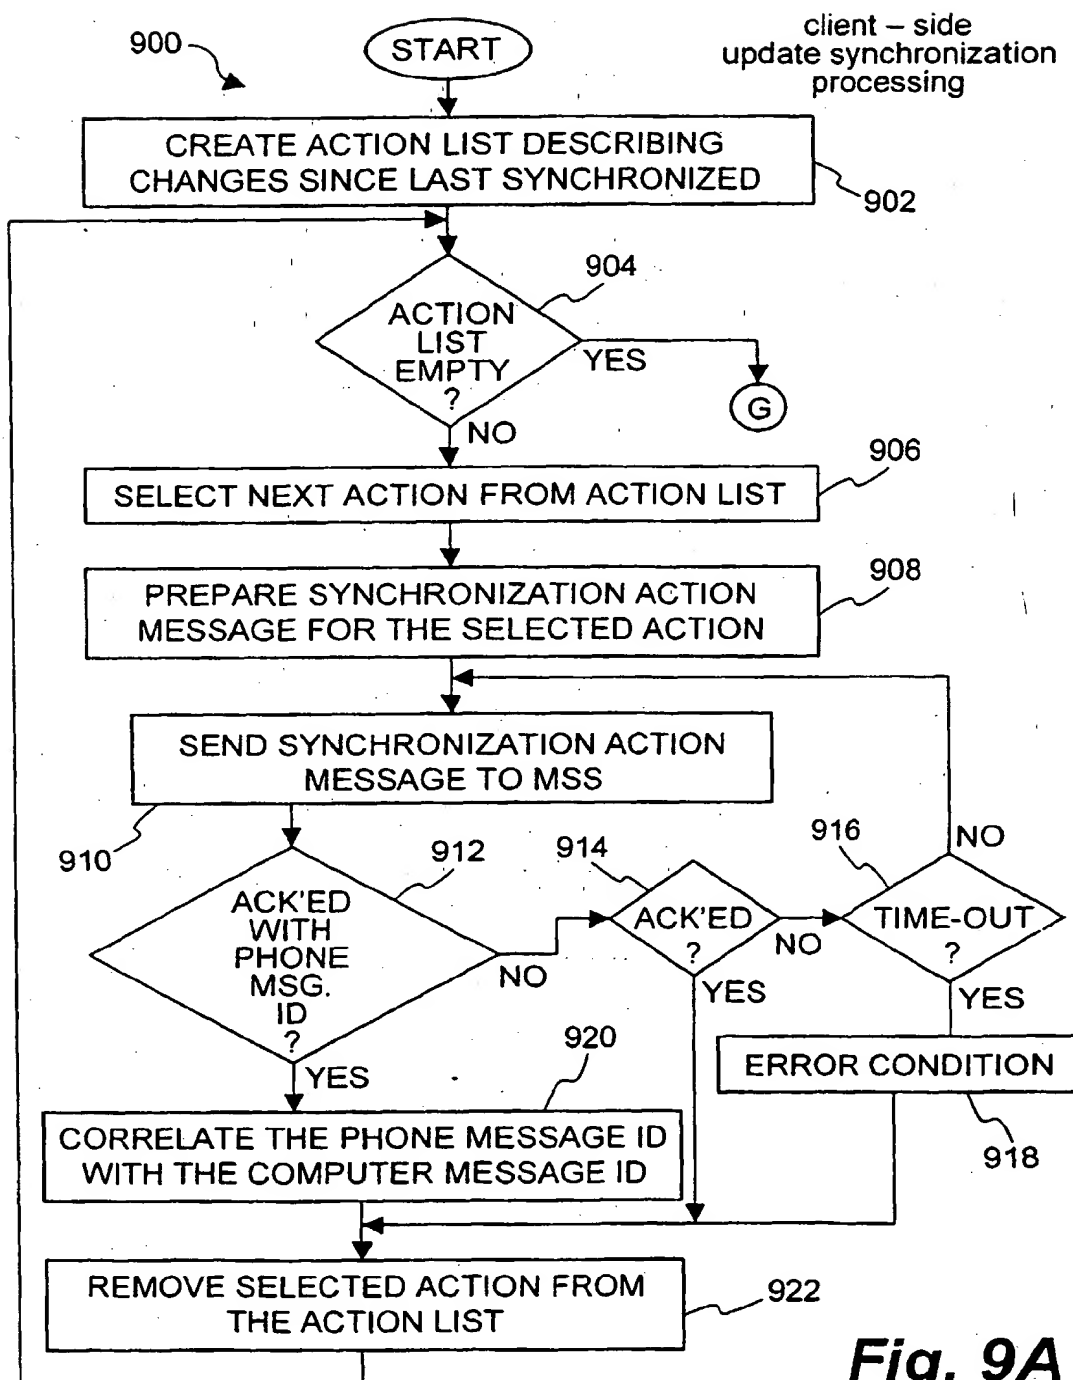 client – side
update synchronization
processing
900
START
CREATE ACTION LIST DESCRIBING
CHANGES SINCE LAST SYNCHRONIZED
902
904
ACTION
LIST
EMPTY
?
YES
G
NO
906
SELECT NEXT ACTION FROM ACTION LIST
908
PREPARE SYNCHRONIZATION ACTION
MESSAGE FOR THE SELECTED ACTION
SEND SYNCHRONIZATION ACTION
MESSAGE TO MSS
910
912
914
916
NO
ACK'ED
WITH
PHONE
MSG.
ID
?
NO
ACK'ED
?
NO
TIME-OUT
?
YES
YES
YES
920
ERROR CONDITION
918
CORRELATE THE PHONE MESSAGE ID
WITH THE COMPUTER MESSAGE ID
REMOVE SELECTED ACTION FROM
THE ACTION LIST
922
Fig. 9A